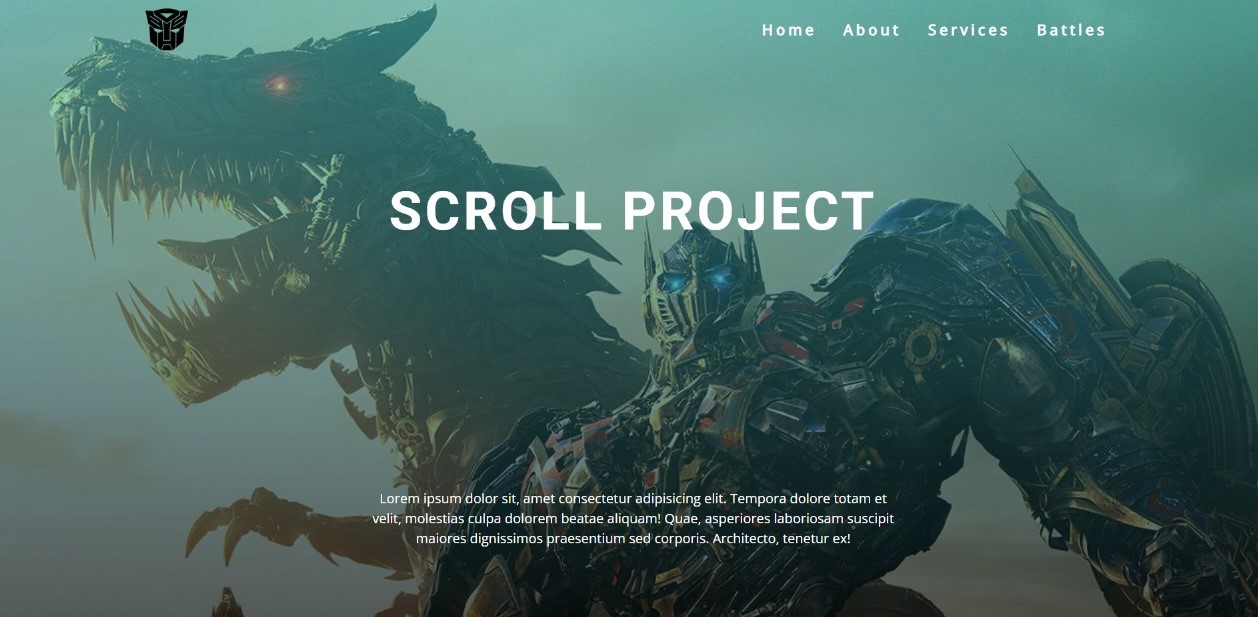 Home About Services Battles
SCROLL PROJECT
Lorem ipsum dolor sit, amet consectetur adipisicing elit. Tempora dolore totam et
velit, molestias culpa dolorem beatae aliquam! Quae, asperiores laboriosam suscipit
maiores dignissimos praesentium sed corporis. Architecto, tenetur ex!